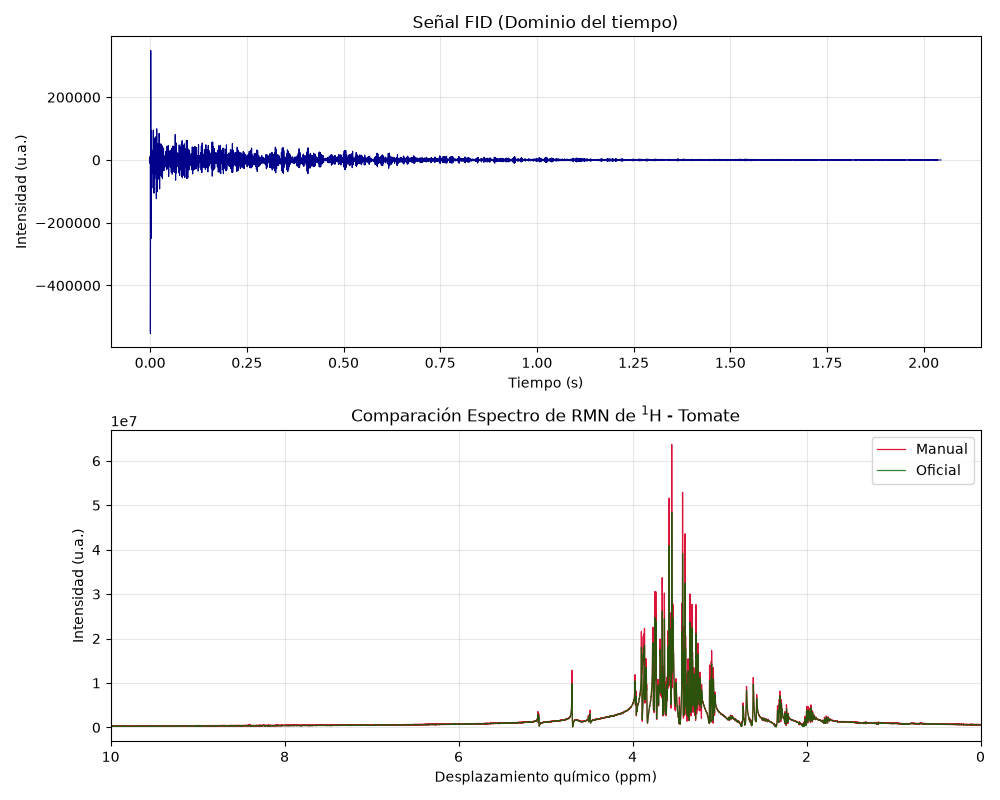 Señal FID (Dominio del tiempo)
200000
0
−200000
−400000
Intensidad (u.a.)
0.00 0.25 0.50 0.75 1.00 1.25 1.50 1.75 2.00
Tiempo (s)
Comparación Espectro de RMN de ¹H - Tomate
1e7
6
5
4
3
2
1
0
Intensidad (u.a.)
Manual
Oficial
10 8 6 4 2 0
Desplazamiento químico (ppm)